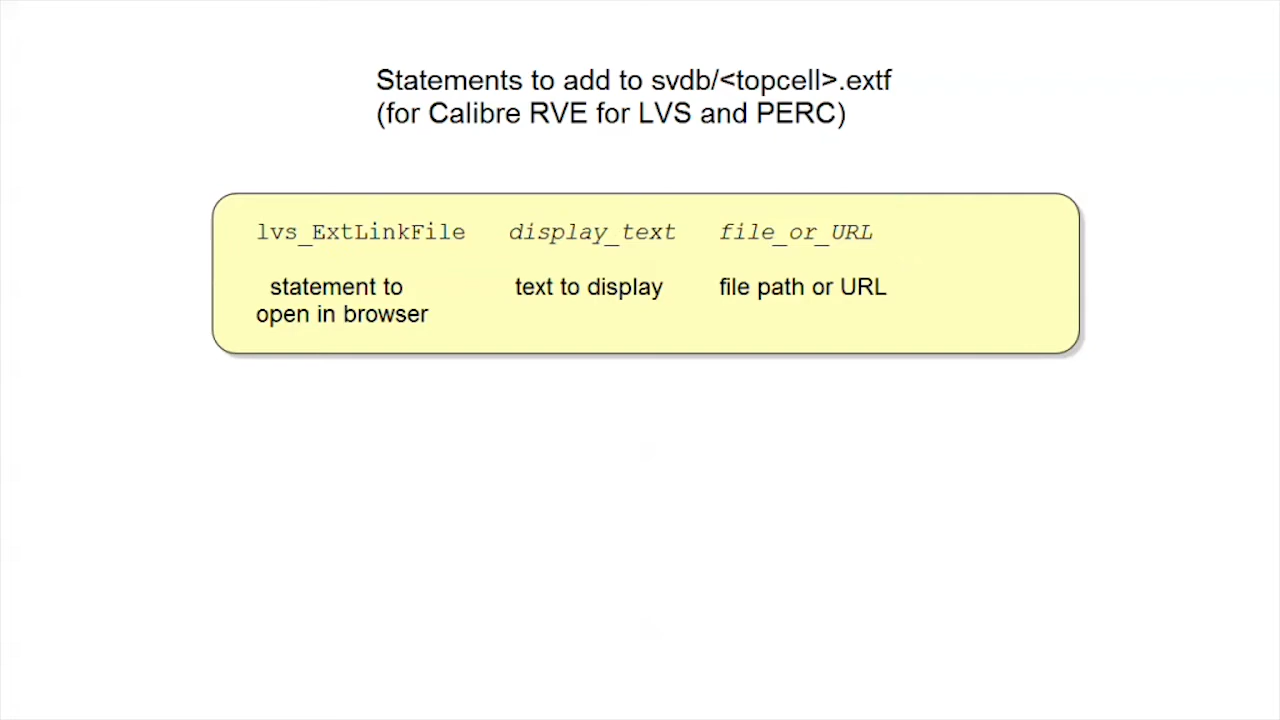 Statements to add to svdb/<topcell>.extf
(for Calibre RVE for LVS and PERC)
lvs_ExtLinkFile display_text file_or_URL
statement to text to display file path or URL
open in browser